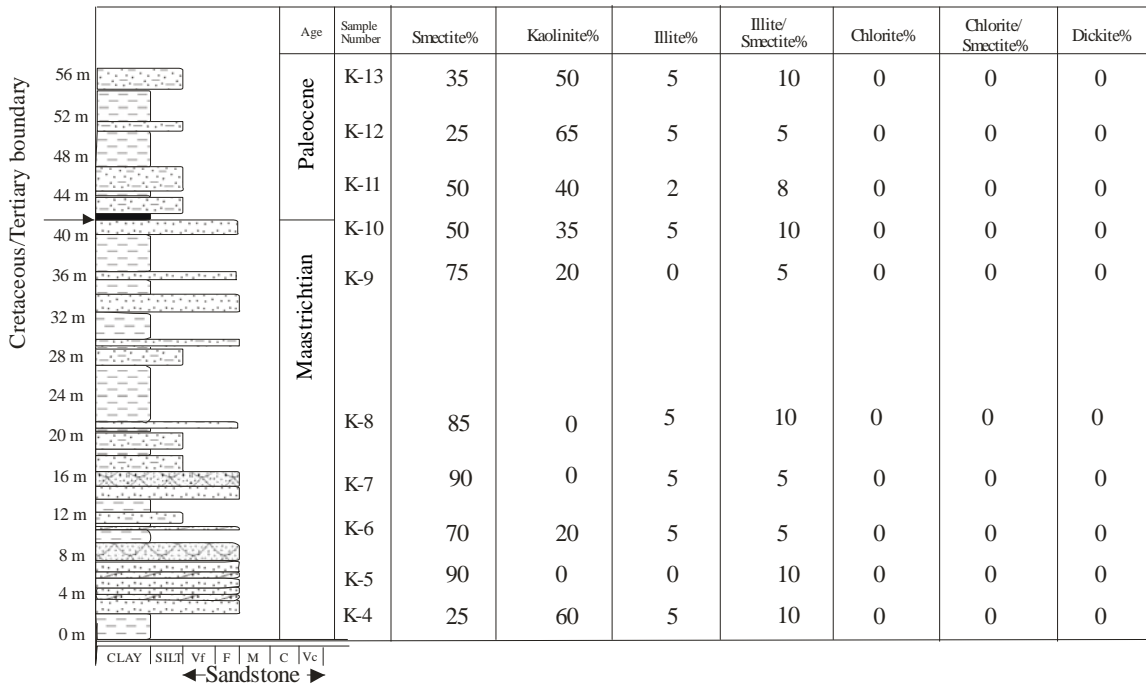 Age Sample Number Smectite% Kaolinite% Illite% Illite/ Smectite% Chlorite% Chlorite/ Smectite% Dickite%
Cretaceous/Tertiary boundary
Paleocene
Maastrichtian
56 m K-13 35 50 5 10 0 0 0
52 m K-12 25 65 5 5 0 0 0
48 m
44 m K-11 50 40 2 8 0 0 0
40 m K-10 50 35 5 10 0 0 0
36 m K-9 75 20 0 5 0 0 0
32 m
28 m
24 m
20 m K-8 85 0 5 10 0 0 0
16 m K-7 90 0 5 5 0 0 0
12 m K-6 70 20 5 5 0 0 0
8 m K-5 90 0 0 10 0 0 0
4 m K-4 25 60 5 10 0 0 0
0 m
CLAY SILT Vf F M C Vc
Sandstone